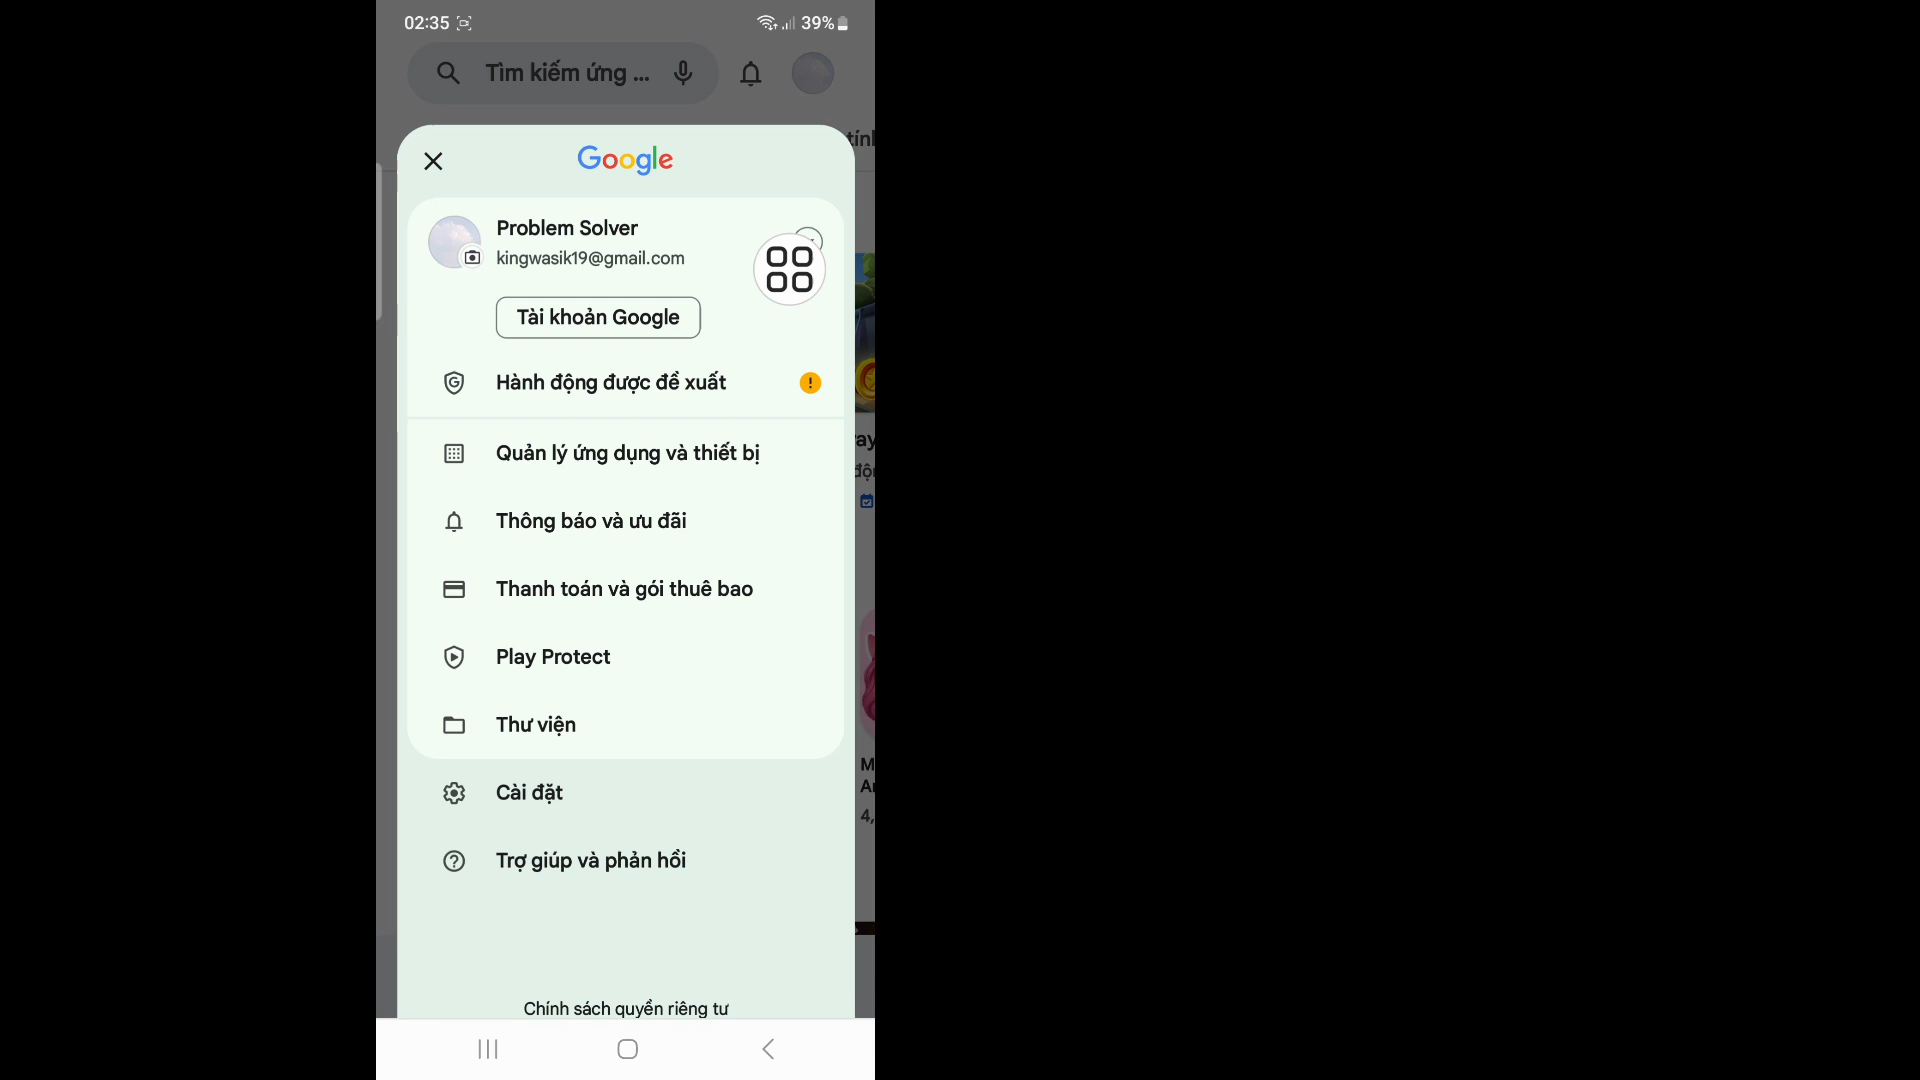 02:35
39%
Tìm kiếm ứng ...
tính
Google
Problem Solver
kingwasik19@gmail.com
Tài khoản Google
Hành động được đề xuất
Quản lý ứng dụng và thiết bị
Thông báo và ưu đãi
Thanh toán và gói thuê bao
Play Protect
Thư viện
Cài đặt
Trợ giúp và phản hồi
Chính sách quyền riêng tư